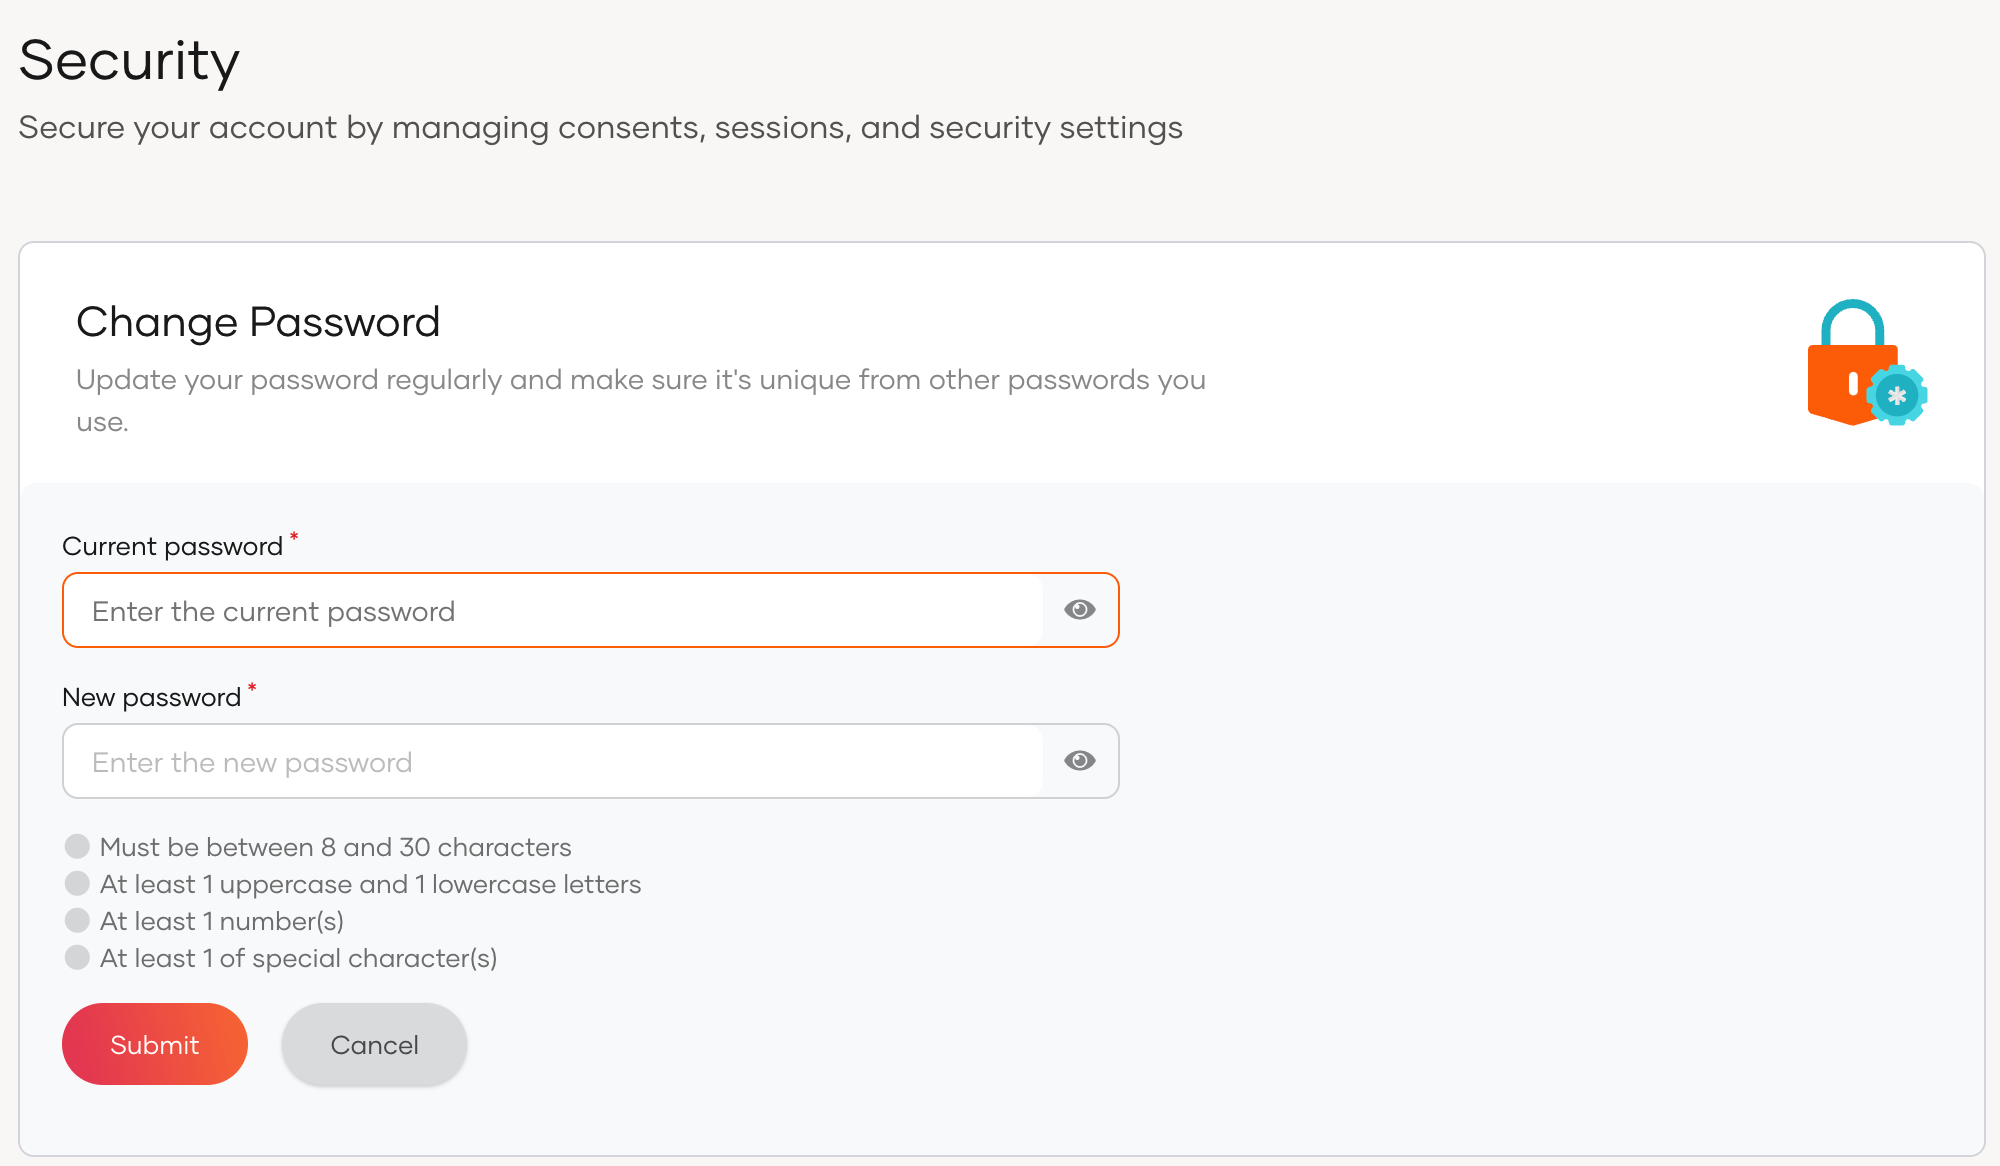 Security
Secure your account by managing consents, sessions, and security settings
Change Password
Update your password regularly and make sure it's unique from other passwords you
use.
Current password *
Enter the current password
New password *
Enter the new password
Must be between 8 and 30 characters
At least 1 uppercase and 1 lowercase letters
At least 1 number(s)
At least 1 of special character(s)
Submit
Cancel